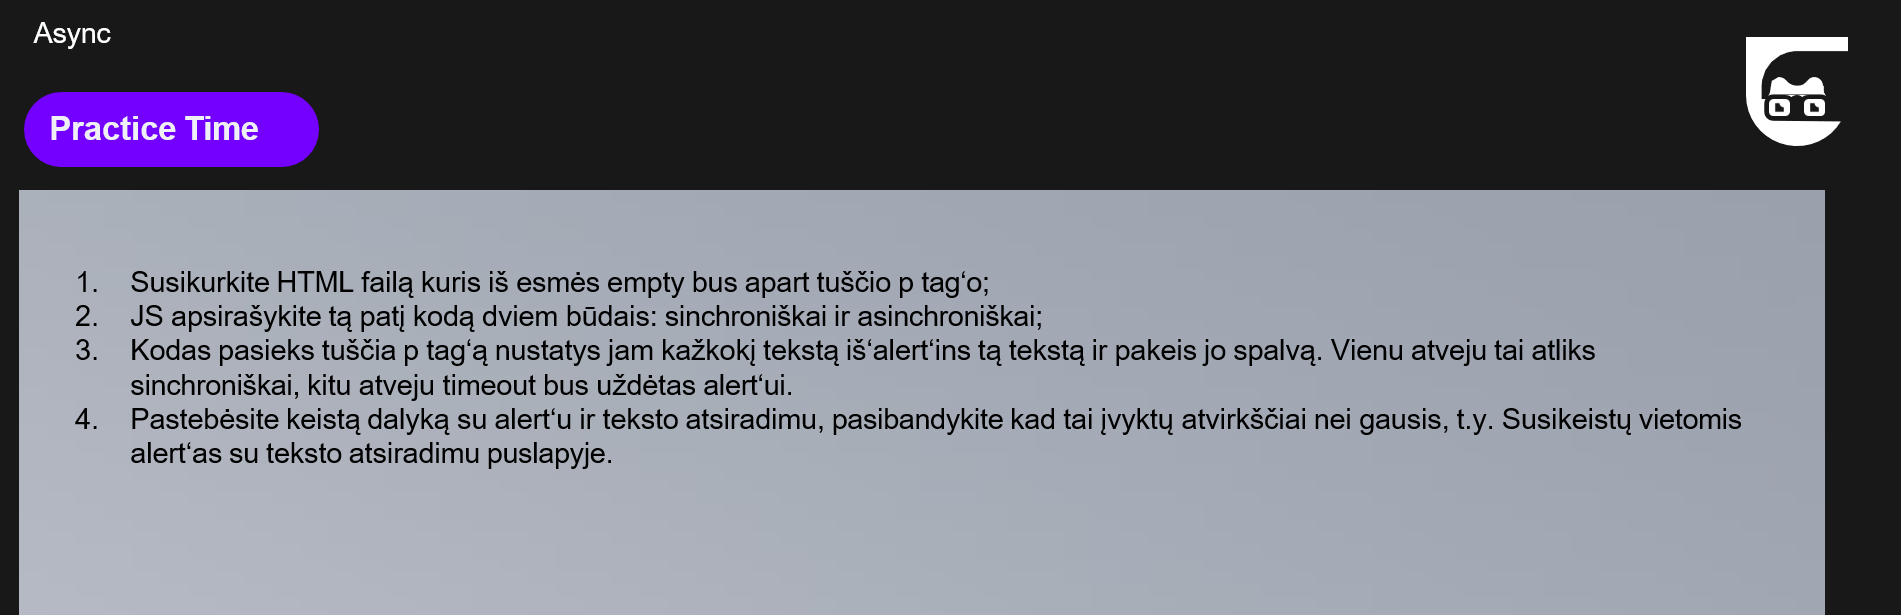 Async
Practice Time
1. Susikurkite HTML failą kuris iš esmės empty bus apart tuščio p tag‘o;
2. JS apsirašykite tą patį kodą dviem būdais: sinchroniškai ir asinchroniškai;
3. Kodas pasieks tuščia p tag‘ą nustatys jam kažkokį tekstą iš‘alert‘ins tą tekstą ir pakeis jo spalvą. Vienu atveju tai atliks
sinchroniškai, kitu atveju timeout bus uždėtas alert‘ui.
4. Pastebėsite keistą dalyką su alert‘u ir teksto atsiradimu, pasibandykite kad tai įvyktų atvirkščiai nei gausis, t.y. Susikeistų vietomis
alert‘as su teksto atsiradimu puslapyje.